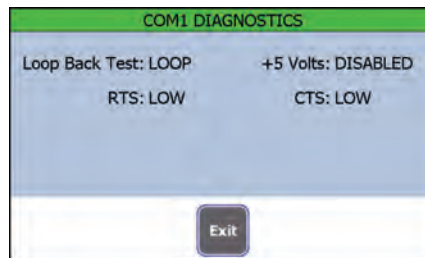 COM1 DIAGNOSTICS
Loop Back Test: LOOP +5 Volts: DISABLED
RTS: LOW CTS: LOW
Exit